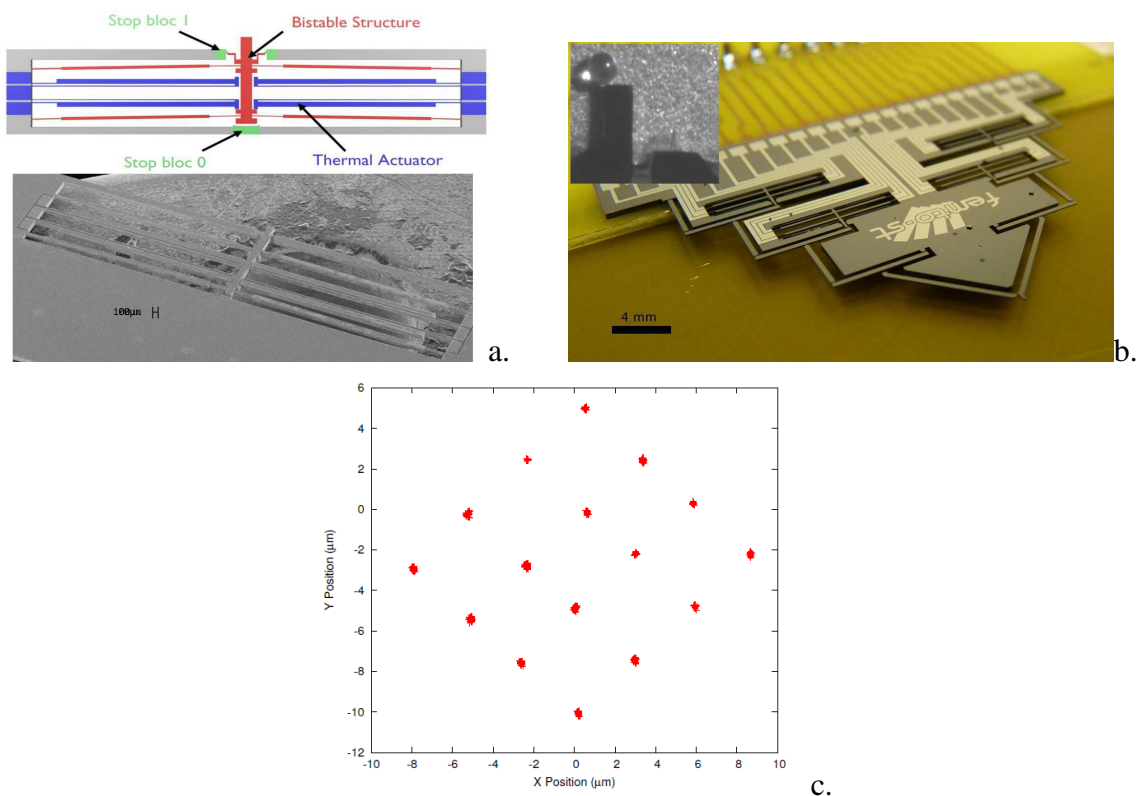 Stop bloc 1
Bistable Structure
Stop bloc 0
Thermal Actuator
100µm
a.
femto-st
4 mm
b.
6
4
2
0
-2
-4
-6
-8
-10
-12
Y Position (µm)
-10 -8 -6 -4 -2 0 2 4 6 8 10
X Position (µm)
c.